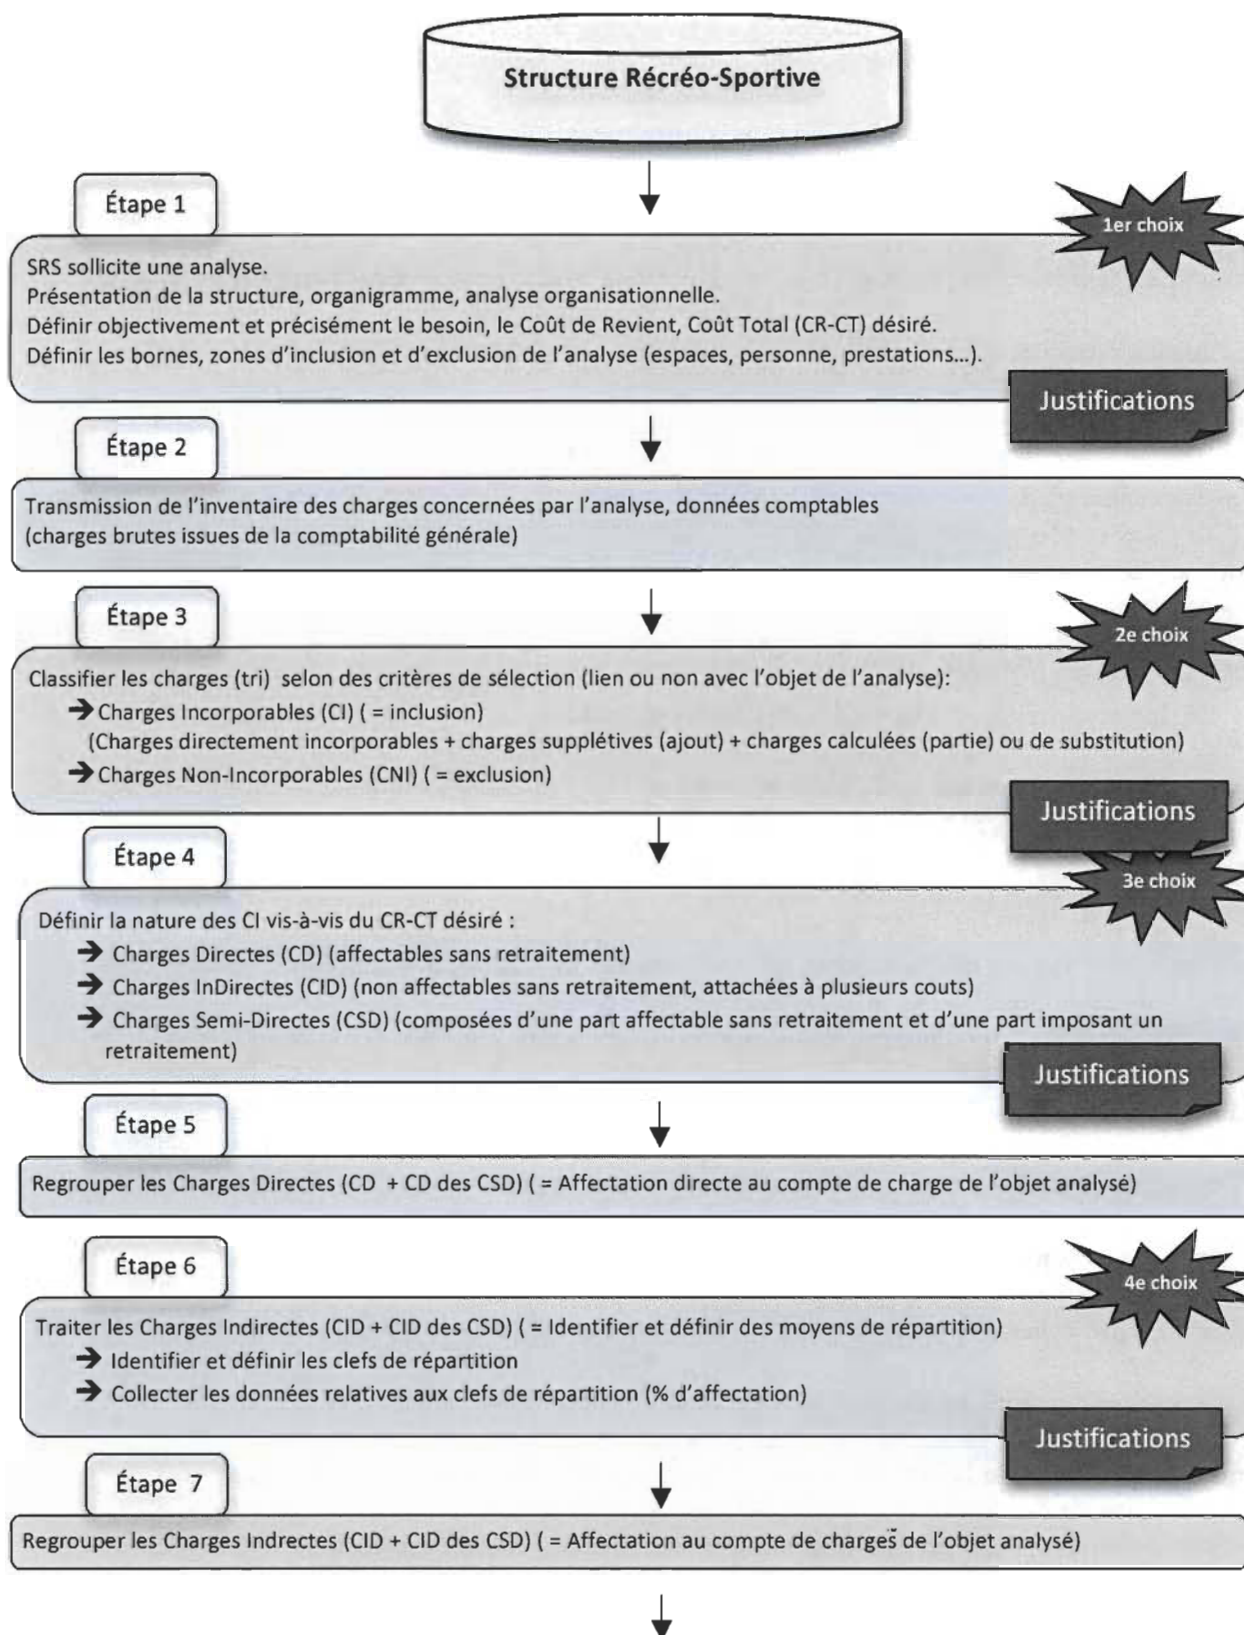 Structure Récréo-Sportive
Étape 1
1er choix
SRS sollicite une analyse.
Présentation de la structure, organigramme, analyse organisationnelle.
Définir objectivement et précisément le besoin, le Coût de Revient, Coût Total (CR-CT) désiré.
Définir les bornes, zones d'inclusion et d'exclusion de l'analyse (espaces, personne, prestations...).
Justifications
Étape 2
Transmission de l'inventaire des charges concernées par l'analyse, données comptables
(charges brutes issues de la comptabilité générale)
Étape 3
2e choix
Classifier les charges (tri) selon des critères de sélection (lien ou non avec l'objet de l'analyse):
➔ Charges Incorporables (CI) ( = inclusion)
(Charges directement incorporables + charges supplétives (ajout) + charges calculées (partie) ou de substitution)
➔ Charges Non-Incorporables (CNI) ( = exclusion)
Justifications
Étape 4
3e choix
Définir la nature des CI vis-à-vis du CR-CT désiré :
➔ Charges Directes (CD) (affectables sans retraitement)
➔ Charges InDirectes (CID) (non affectables sans retraitement, attachées à plusieurs couts)
➔ Charges Semi-Directes (CSD) (composées d'une part affectable sans retraitement et d'une part imposant un
retraitement)
Justifications
Étape 5
Regrouper les Charges Directes (CD + CD des CSD) ( = Affectation directe au compte de charge de l'objet analysé)
Étape 6
4e choix
Traiter les Charges Indirectes (CID + CID des CSD) ( = Identifier et définir des moyens de répartition)
➔ Identifier et définir les clefs de répartition
➔ Collecter les données relatives aux clefs de répartition (% d'affectation)
Justifications
Étape 7
Regrouper les Charges Indrectes (CID + CID des CSD) ( = Affectation au compte de charges de l'objet analysé)